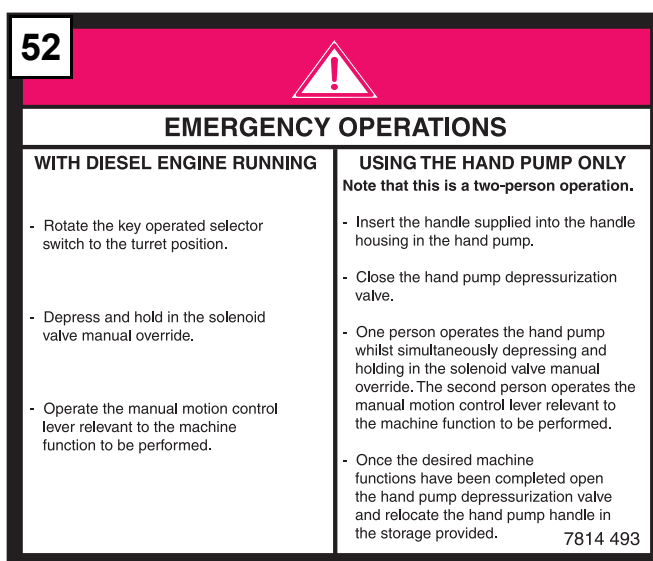 52
EMERGENCY OPERATIONS
WITH DIESEL ENGINE RUNNING
- Rotate the key operated selector
switch to the turret position.
- Depress and hold in the solenoid
valve manual override.
- Operate the manual motion control
lever relevant to the machine
function to be performed.
USING THE HAND PUMP ONLY
Note that this is a two-person operation.
- Insert the handle supplied into the handle
housing in the hand pump.
- Close the hand pump depressurization
valve.
- One person operates the hand pump
whilst simultaneously depressing and
holding in the solenoid valve manual
override. The second person operates the
manual motion control lever relevant to
the machine function to be performed.
- Once the desired machine
functions have been completed open
the hand pump depressurization valve
and relocate the hand pump handle in
the storage provided.
7814 493